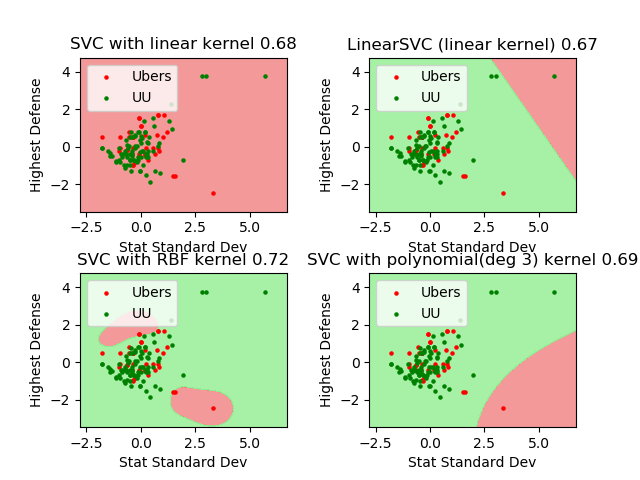 SVC with linear kernel 0.68
Highest Defense
4
2
0
−2
Ubers
UU
−2.5 0.0 2.5 5.0
Stat Standard Dev
LinearSVC (linear kernel) 0.67
Highest Defense
4
2
0
−2
Ubers
UU
−2.5 0.0 2.5 5.0
Stat Standard Dev
SVC with RBF kernel 0.72
Highest Defense
4
2
0
−2
Ubers
UU
−2.5 0.0 2.5 5.0
Stat Standard Dev
SVC with polynomial(deg 3) kernel 0.69
Highest Defense
4
2
0
−2
Ubers
UU
−2.5 0.0 2.5 5.0
Stat Standard Dev